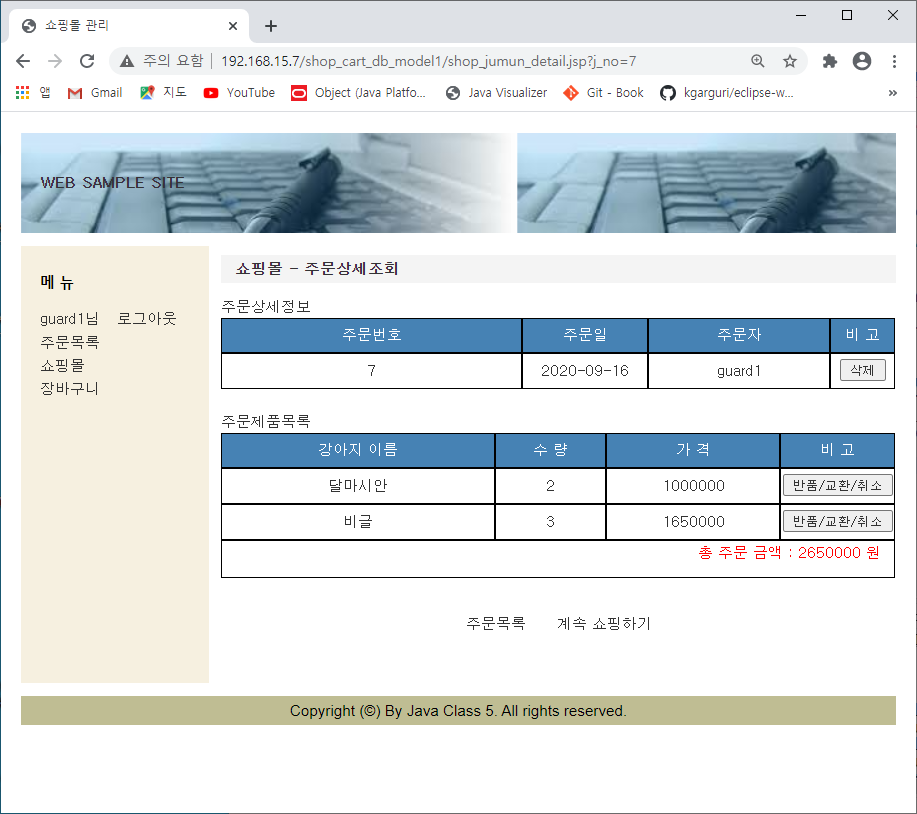 쇼핑몰 관리
주의 요함 | 192.168.15.7/shop_cart_db_model1/shop_jumun_detail.jsp?j_no=7
앱 Gmail 지도 YouTube Object (Java Platfo... Java Visualizer Git - Book kgarguri/eclipse-w... »
WEB SAMPLE SITE
메 뉴
guard1님 로그아웃
주문목록
쇼핑몰
장바구니
쇼핑몰 - 주문상세조회
주문상세정보
주문번호 주문일 주문자 비 고
7 2020-09-16 guard1 삭제
주문제품목록
강아지 이름 수 량 가 격 비 고
달마시안 2 1000000 반품/교환/취소
비글 3 1650000 반품/교환/취소
총 주문 금액 : 2650000 원
주문목록 계속 쇼핑하기
Copyright (©) By Java Class 5. All rights reserved.